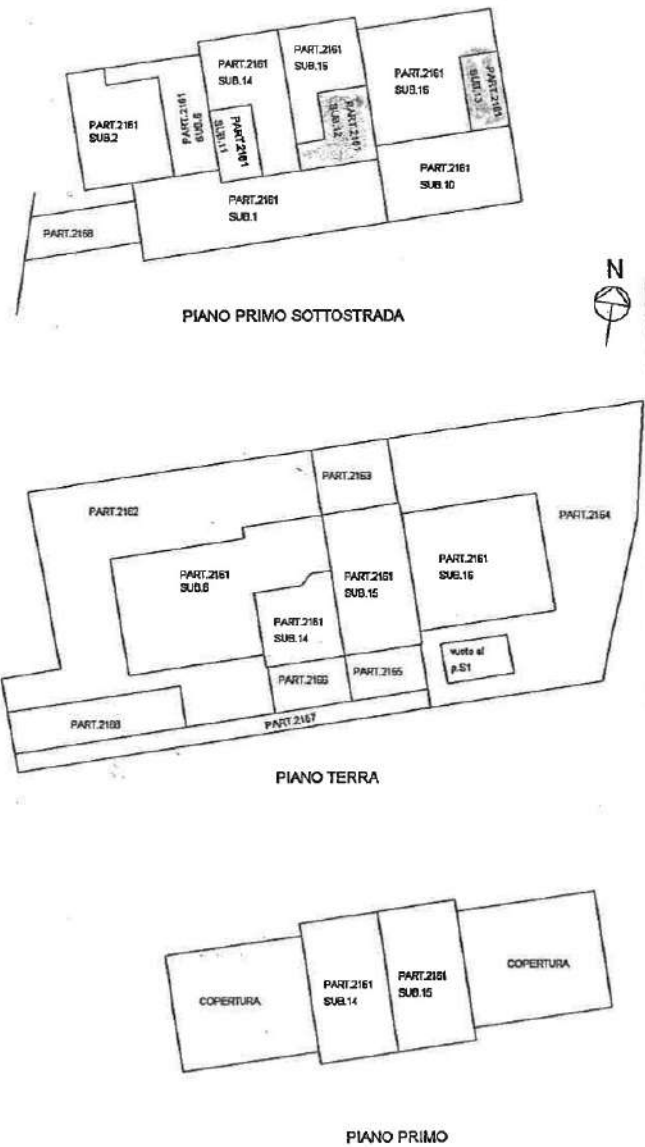 PART.2161
SUB.14
PART.2161
SUB.15
PART.2161
SUB.16
PART.2161
SUB.13
PART.2161
SUB.2
PART.2161
SUB.6
PART.2161
SUB.11
PART.2161
SUB.12
PART.2161
SUB.1
PART.2161
SUB.10
PART.2168
PIANO PRIMO SOTTOSTRADA
N
PART.2162
PART.2163
PART.2164
PART.2161
SUB.6
PART.2161
SUB.15
PART.2161
SUB.16
PART.2161
SUB.14
vuoto al
p.S1
PART.2166
PART.2165
PART.2168
PART.2167
PIANO TERRA
COPERTURA
PART.2161
SUB.14
PART.2161
SUB.15
COPERTURA
PIANO PRIMO